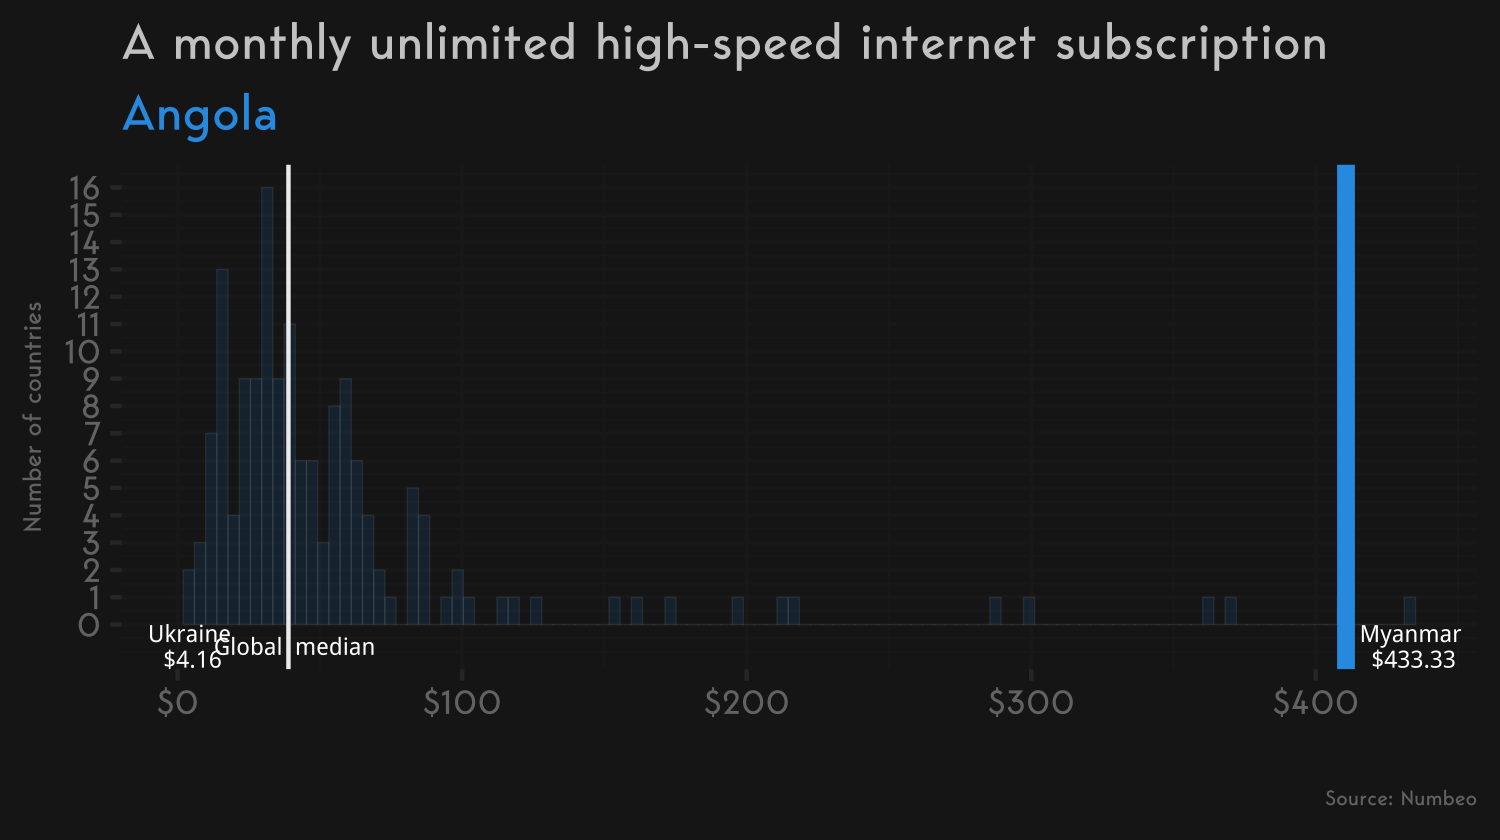 A monthly unlimited high-speed internet subscription
Angola
Number of countries
16
15
14
13
12
11
10
9
8
7
6
5
4
3
2
1
0
Ukraine
$4.16
Global median
Myanmar
$433.33
$0 $100 $200 $300 $400
Source: Numbeo